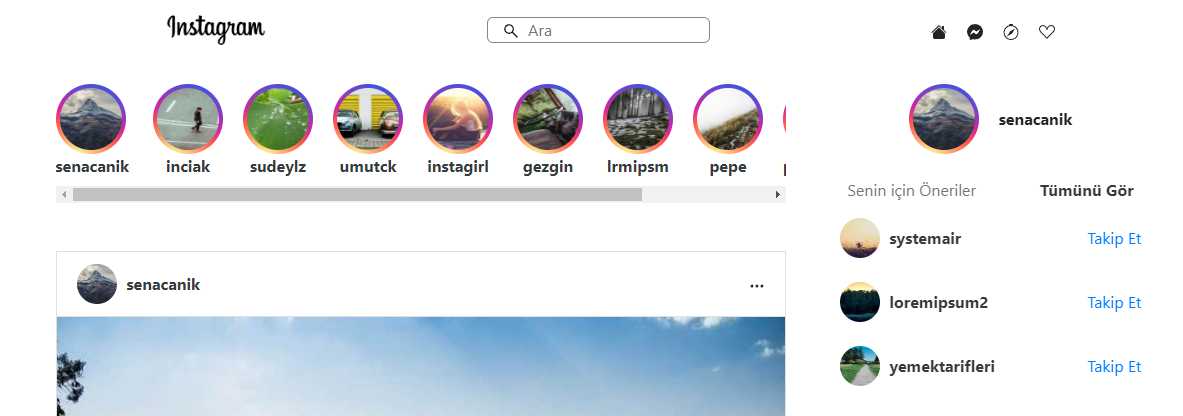 Instagram
Ara
senacanik
inciak
sudeylz
umutck
instagirl
gezgin
lrmipsm
pepe
senacanik
...
senacanik
Senin için Öneriler
Tümünü Gör
systemair
Takip Et
loremipsum2
Takip Et
yemektarifleri
Takip Et